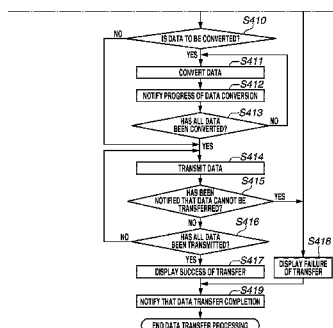 S410
IS DATA TO BE CONVERTED?
NO
YES
S411
CONVERT DATA
S412
NOTIFY PROGRESS OF DATA CONVERSION
S413
HAS ALL DATA
BEEN CONVERTED?
NO
YES
S414
TRANSMIT DATA
S415
HAS BEEN
NOTIFIED THAT DATA CANNOT BE
TRANSFERRED?
YES
NO
S416
HAS ALL DATA
BEEN TRANSMITTED?
NO
YES
S417
DISPLAY SUCCESS OF TRANSFER
S418
DISPLAY FAILURE
OF TRANSFER
S419
NOTIFY THAT DATA TRANSFER COMPLETION
END DATA TRANSFER PROCESSING